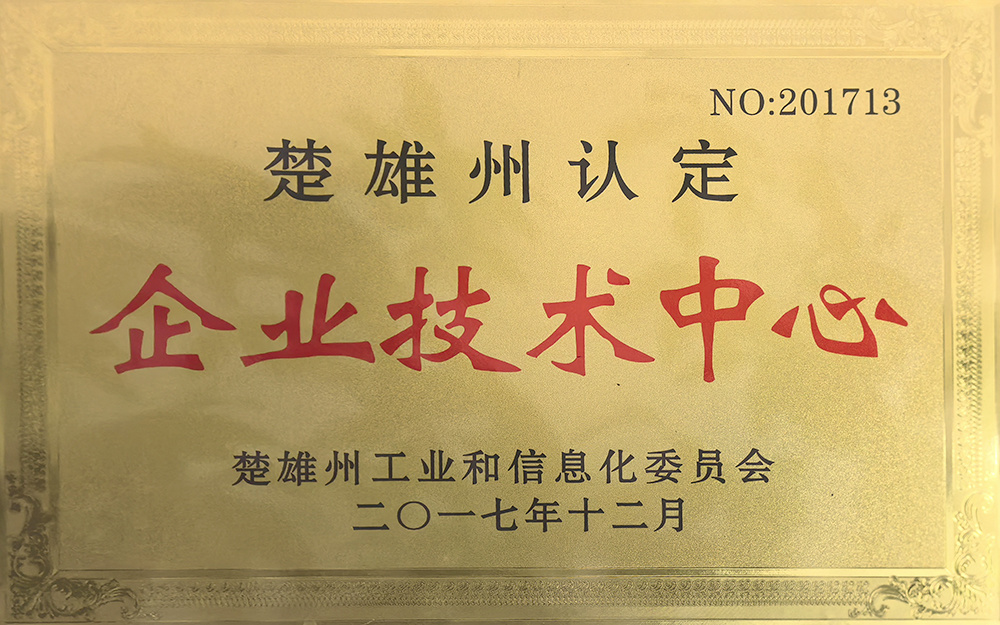 NO:201713
楚雄州认定
企业技术中心
楚雄州工业和信息化委员会
二〇一七年十二月